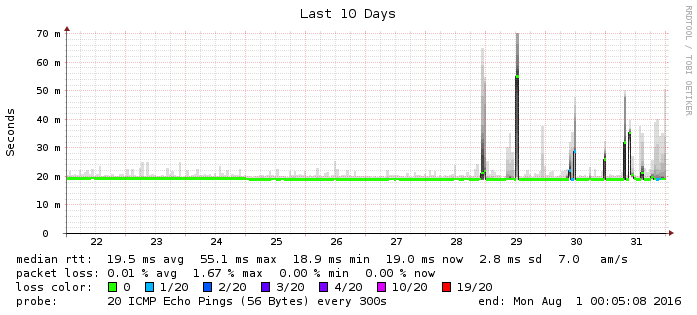 Last 10 Days
RRDTOOL / TOBI OETIKER
Seconds
70 m
60 m
50 m
40 m
30 m
20 m
10 m
0
22 23 24 25 26 27 28 29 30 31
median rtt: 19.5 ms avg 55.1 ms max 18.9 ms min 19.0 ms now 2.8 ms sd 7.0 am/s
packet loss: 0.01 % avg 1.67 % max 0.00 % min 0.00 % now
loss color: 0 1/20 2/20 3/20 4/20 10/20 19/20
probe: 20 ICMP Echo Pings (56 Bytes) every 300s end: Mon Aug 1 00:05:08 2016